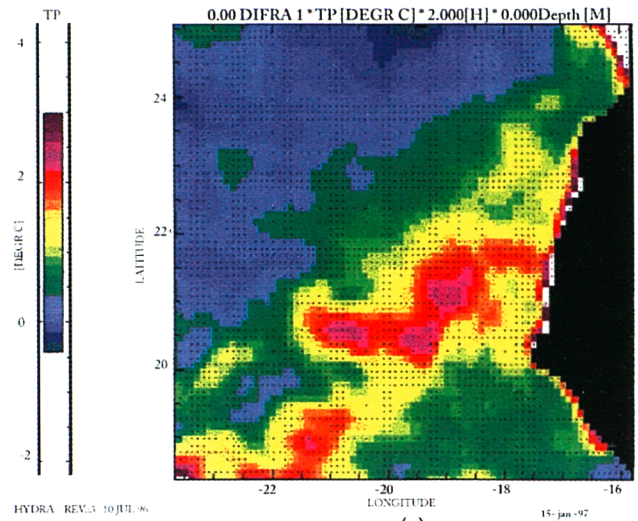 TP
0.00 DIFRA 1 * TP [DEGR C] * 2.000[H] * 0.000Depth [M]
4
2
0
-2
[DEGR C]
24
22
20
LATITUDE
-22
-20
-18
-16
LONGITUDE
HYDRA REV:3 10 JUL 96
15- jan -97